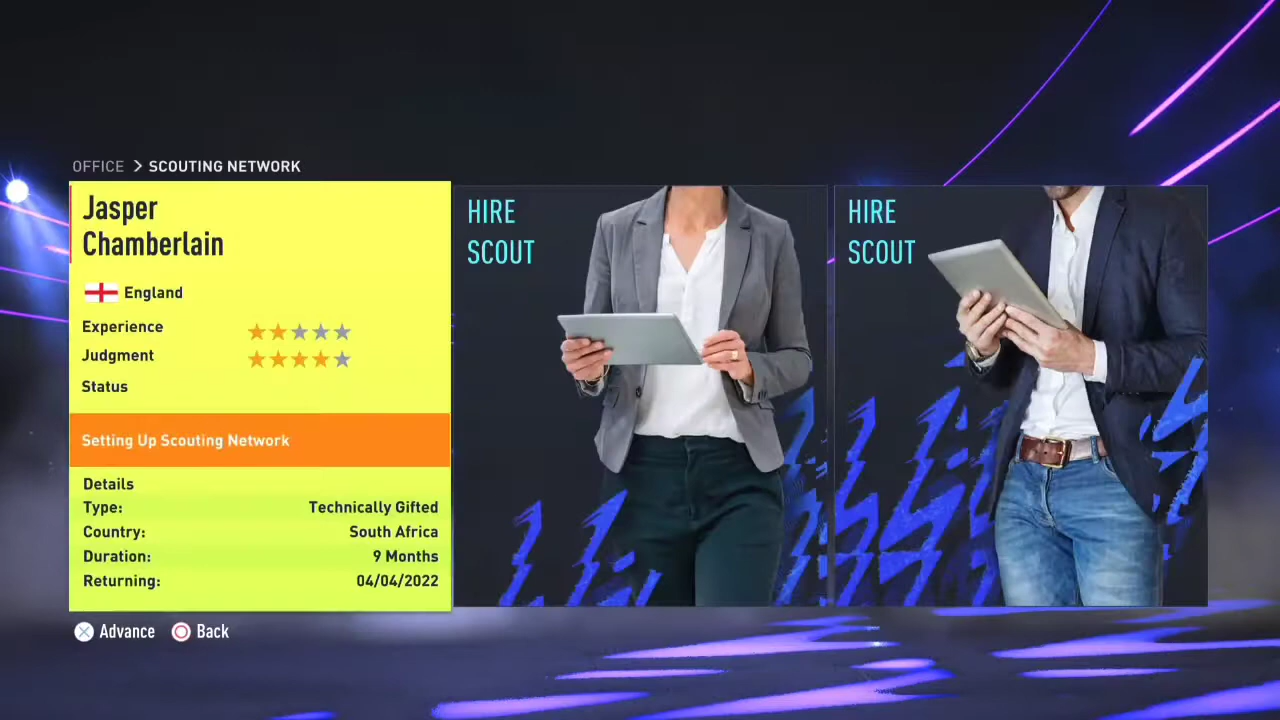 OFFICE > SCOUTING NETWORK
Jasper
Chamberlain
England
Experience
Judgment
Status
Setting Up Scouting Network
Details
Type: Technically Gifted
Country: South Africa
Duration: 9 Months
Returning: 04/04/2022
HIRE
SCOUT
HIRE
SCOUT
Advance Back